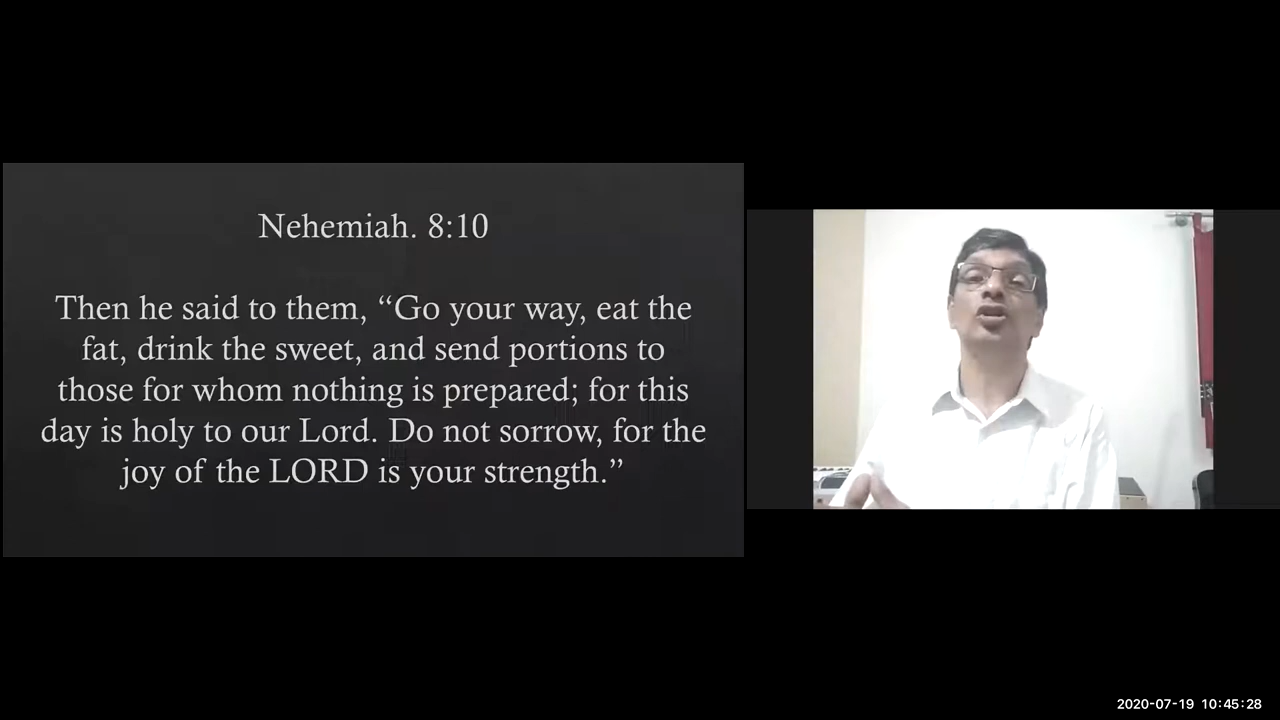 Nehemiah. 8:10
Then he said to them, “Go your way, eat the
fat, drink the sweet, and send portions to
those for whom nothing is prepared; for this
day is holy to our Lord. Do not sorrow, for the
joy of the LORD is your strength.”
2020-07-19 10:45:28